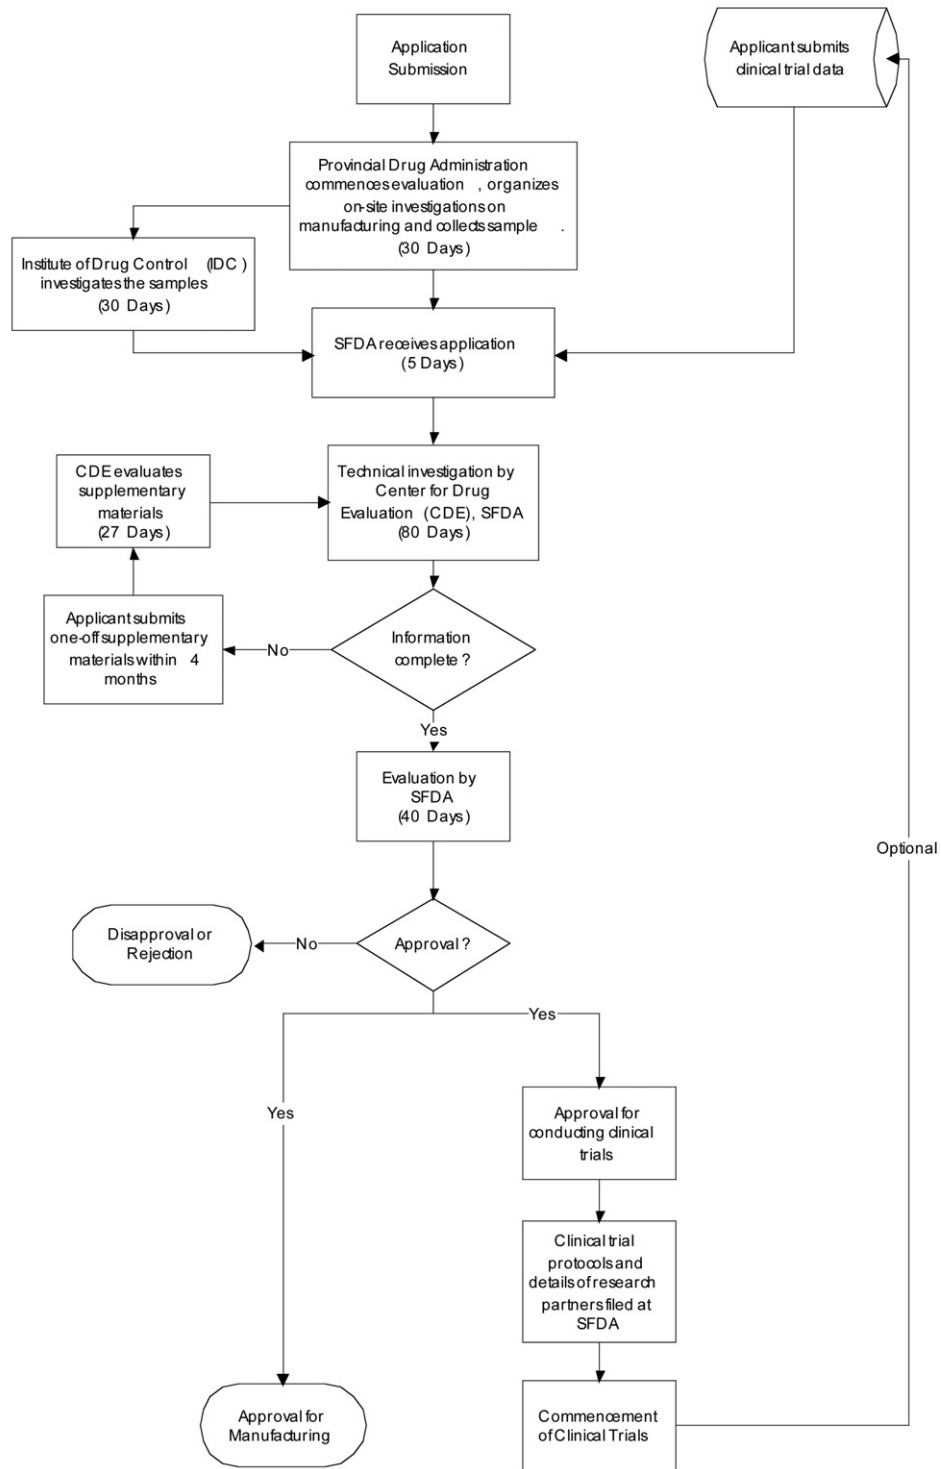 Application
Submission
Applicant submits
clinical trial data
Provincial Drug Administration
commences evaluation , organizes
on-site investigations on
manufacturing and collects sample .
(30 Days)
Institute of Drug Control (IDC)
investigates the samples
(30 Days)
SFDA receives application
(5 Days)
CDE evaluates
supplementary
materials
(27 Days)
Technical investigation by
Center for Drug
Evaluation (CDE), SFDA
(80 Days)
Applicant submits
one-off supplementary
materials within 4
months
No
Information
complete ?
Yes
Evaluation by
SFDA
(40 Days)
Optional
Disapproval or
Rejection
No
Approval ?
Yes
Yes
Approval for
conducting clinical
trials
Clinical trial
protocols and
details of research
partners filed at
SFDA
Approval for
Manufacturing
Commencement
of Clinical Trials